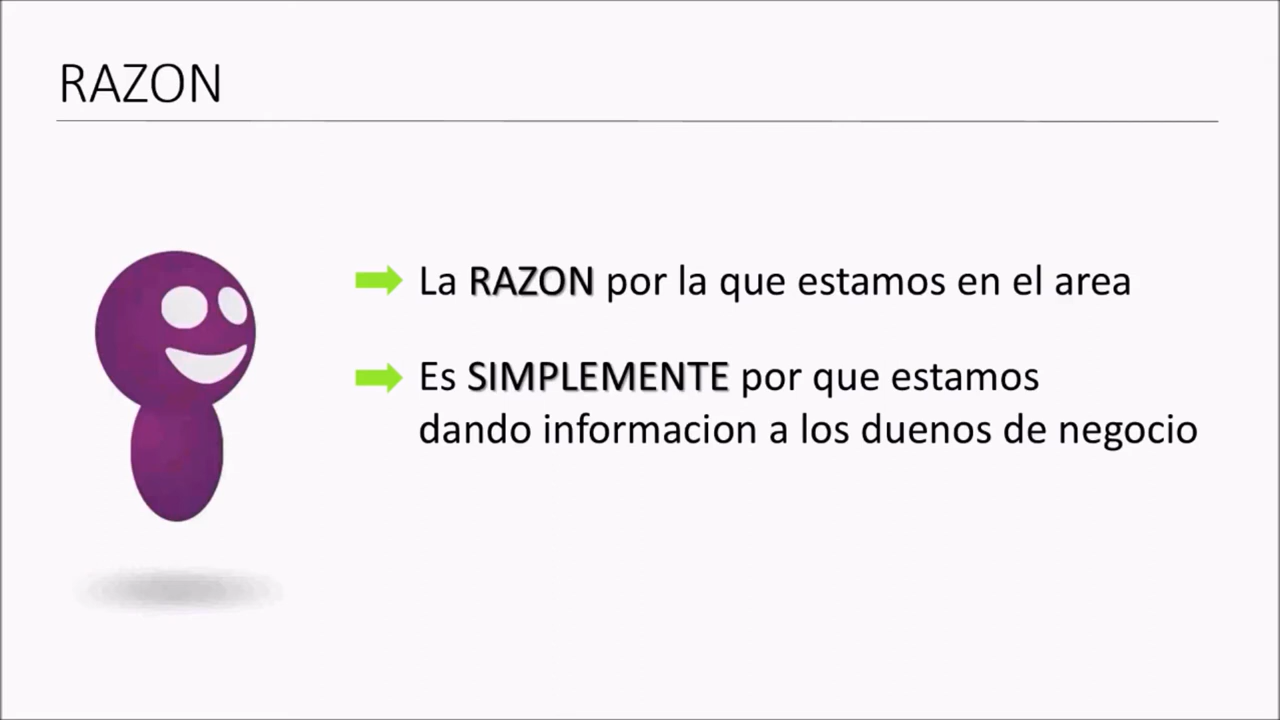 RAZON
La RAZON por la que estamos en el area
Es SIMPLEMENTE por que estamos
dando informacion a los duenos de negocio